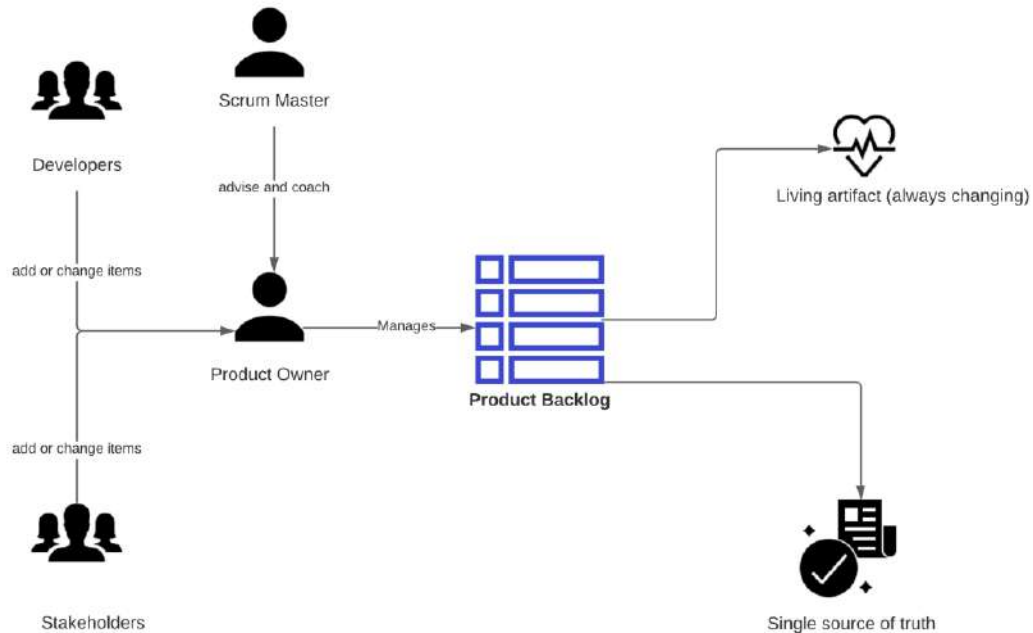 Scrum Master
Developers
advise and coach
Living artifact (always changing)
add or change items
Manages
Product Owner
Product Backlog
add or change items
Stakeholders
Single source of truth